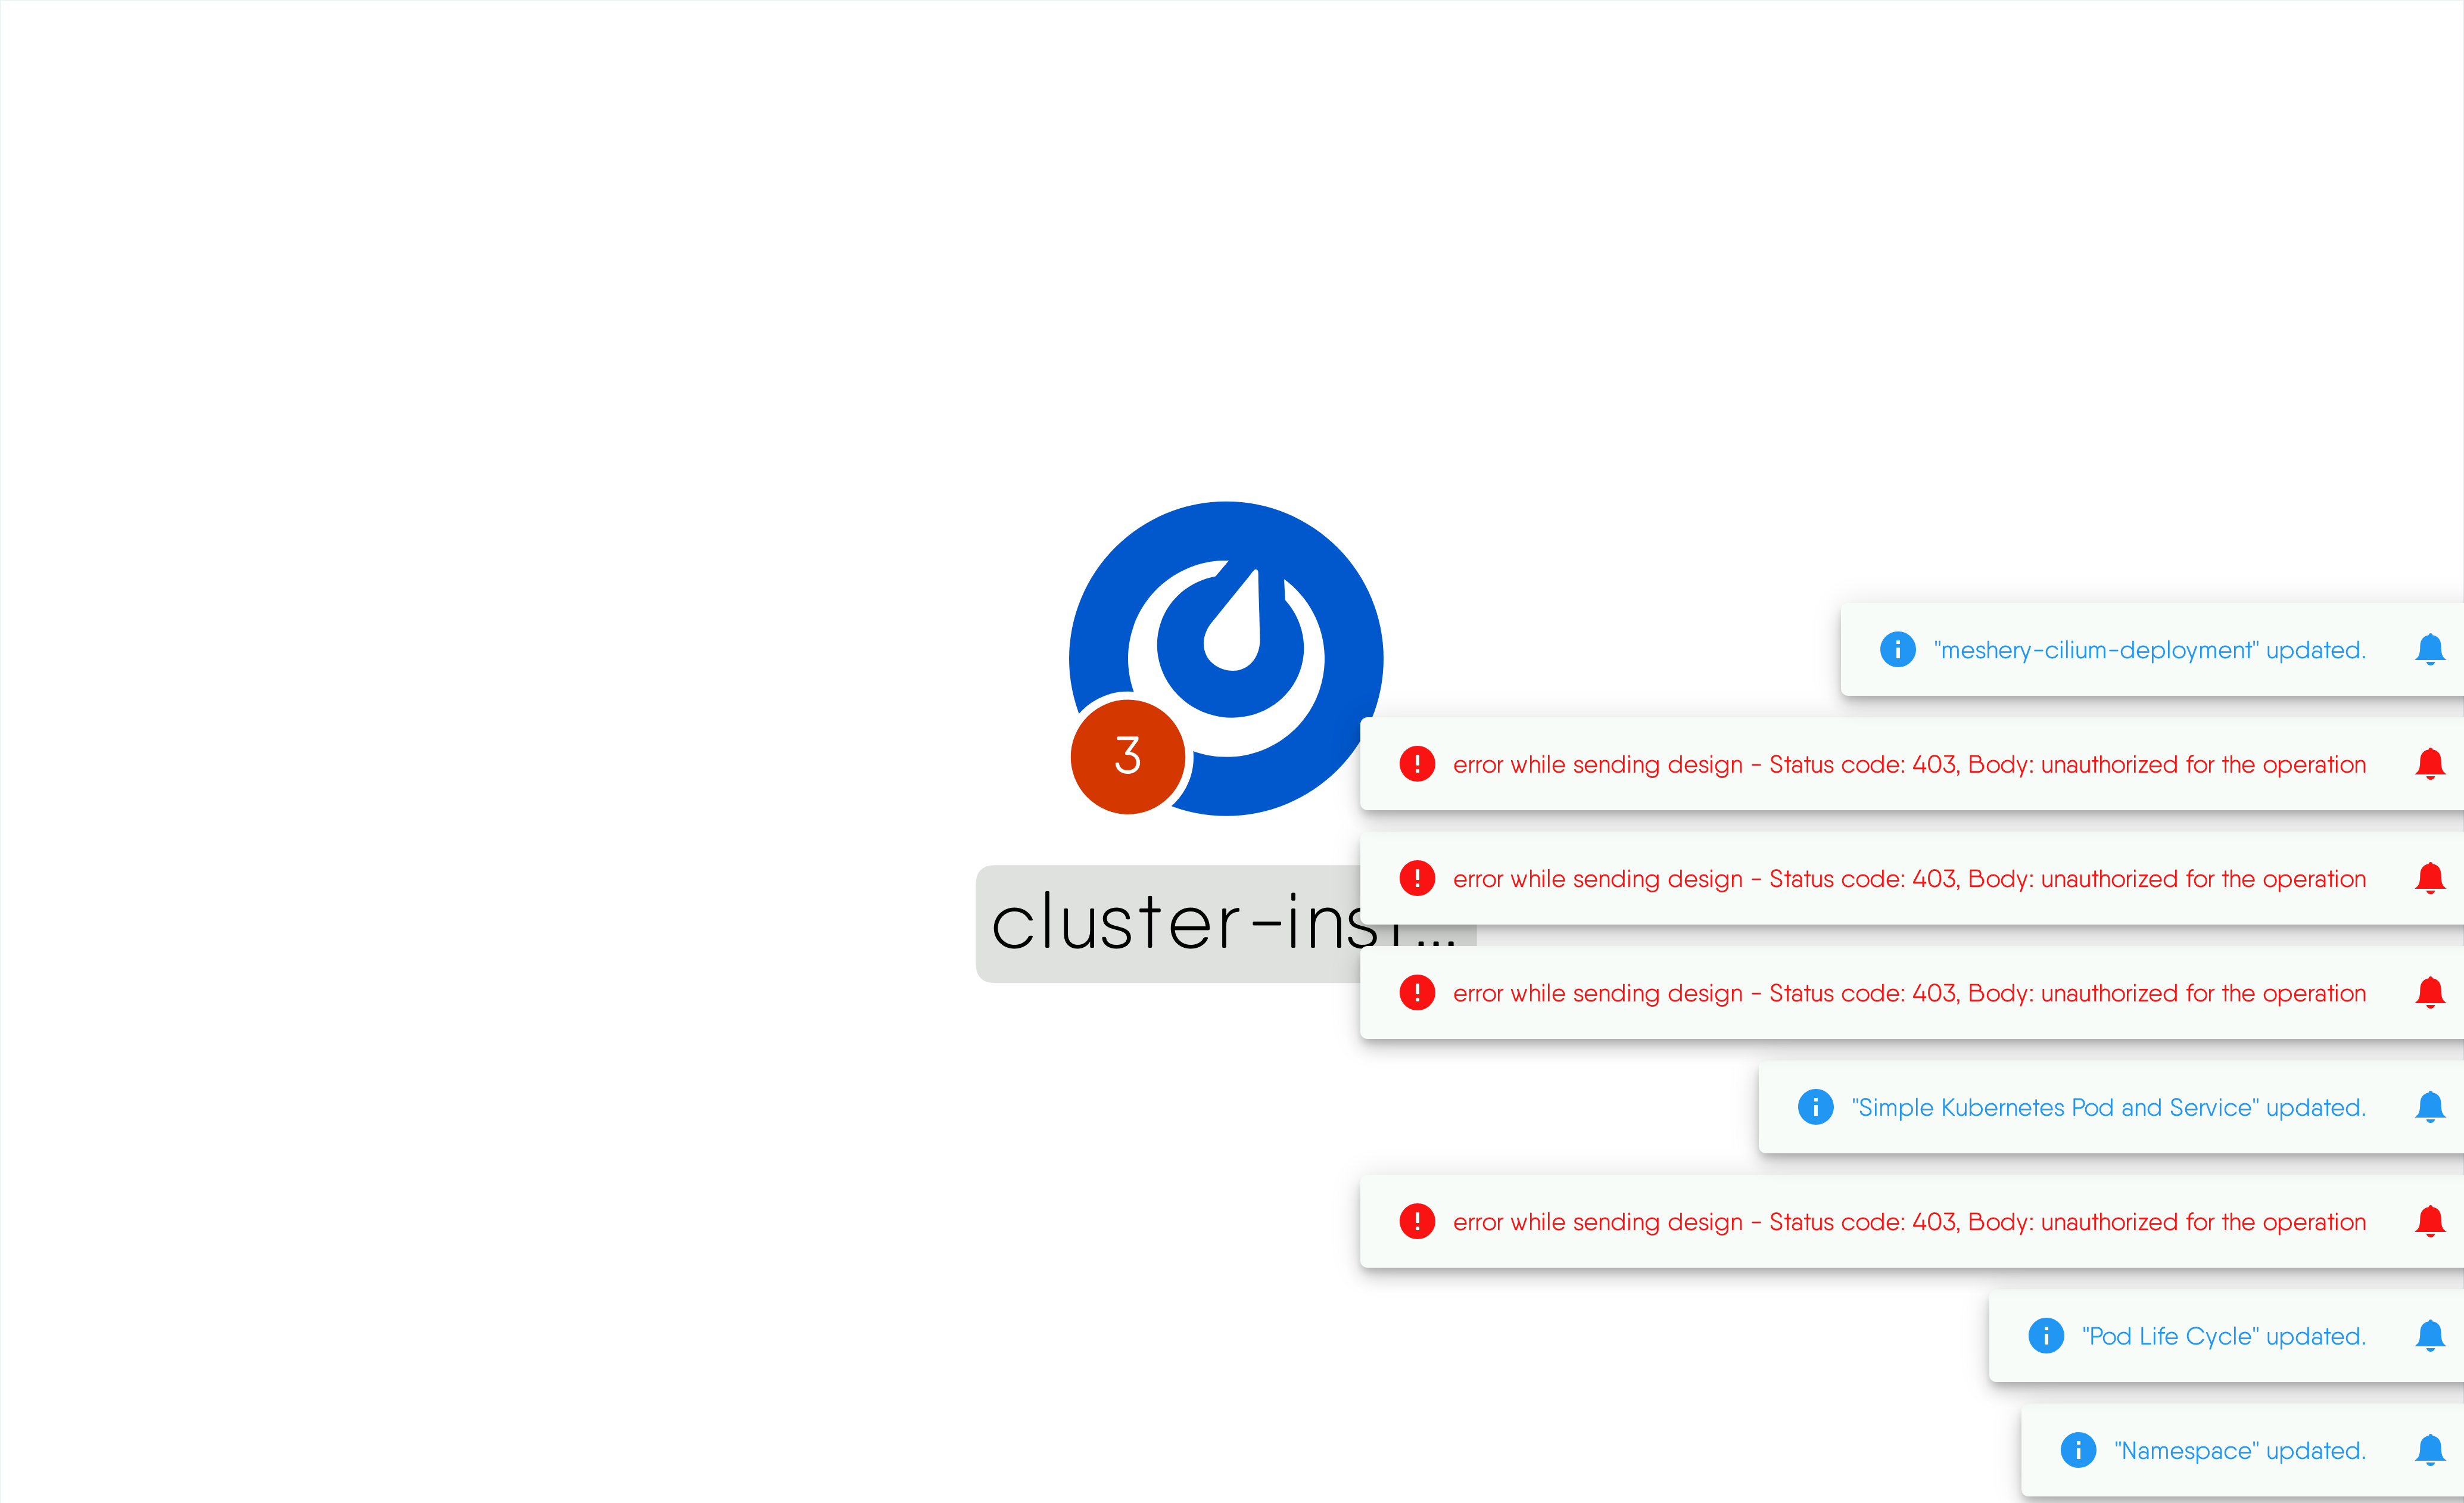 "meshery-cilium-deployment" updated.
error while sending design - Status code: 403, Body: unauthorized for the operation
3
error while sending design - Status code: 403, Body: unauthorized for the operation
cluster-inst...
error while sending design - Status code: 403, Body: unauthorized for the operation
"Simple Kubernetes Pod and Service" updated.
error while sending design - Status code: 403, Body: unauthorized for the operation
"Pod Life Cycle" updated.
"Namespace" updated.